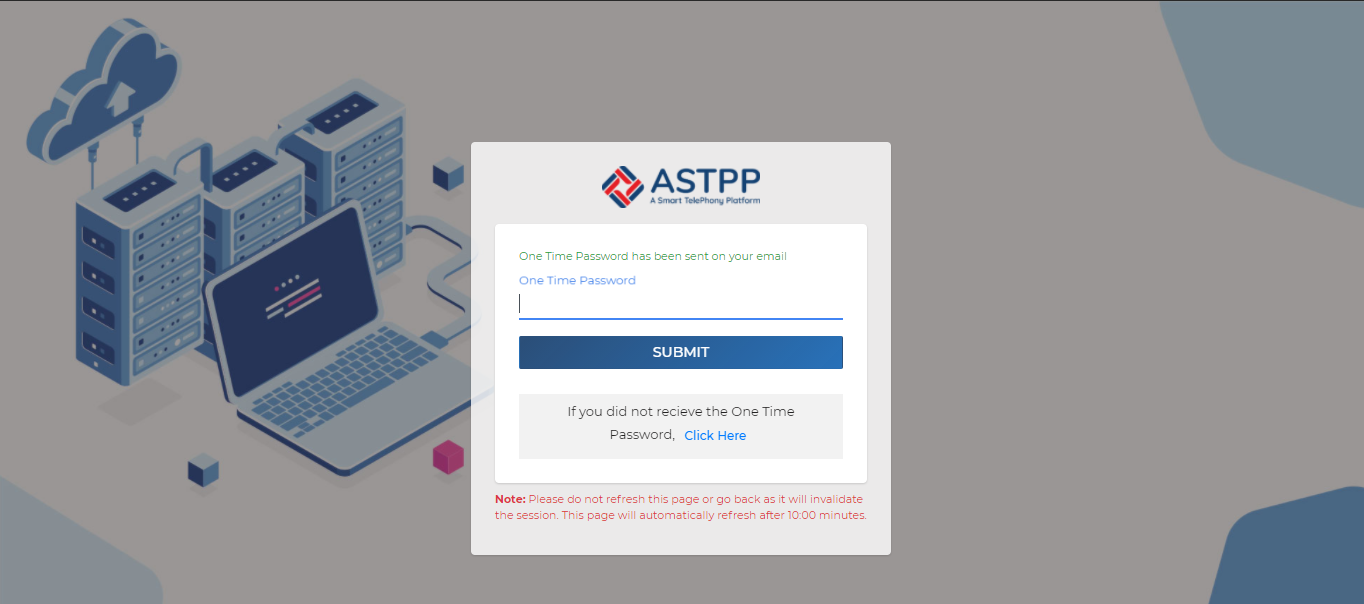 ASTPP
A Smart TelePhony Platform
One Time Password has been sent on your email
One Time Password
SUBMIT
If you did not recieve the One Time
Password, Click Here
Note: Please do not refresh this page or go back as it will invalidate
the session. This page will automatically refresh after 10:00 minutes.